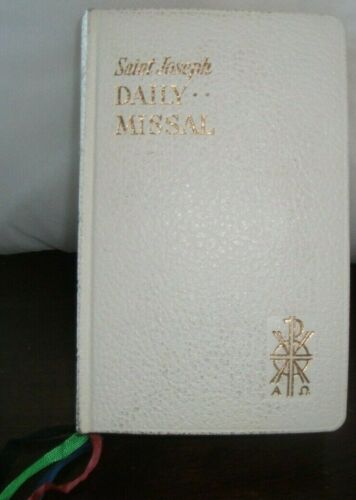 Saint Joseph
DAILY··
MISSAL
Α Ω